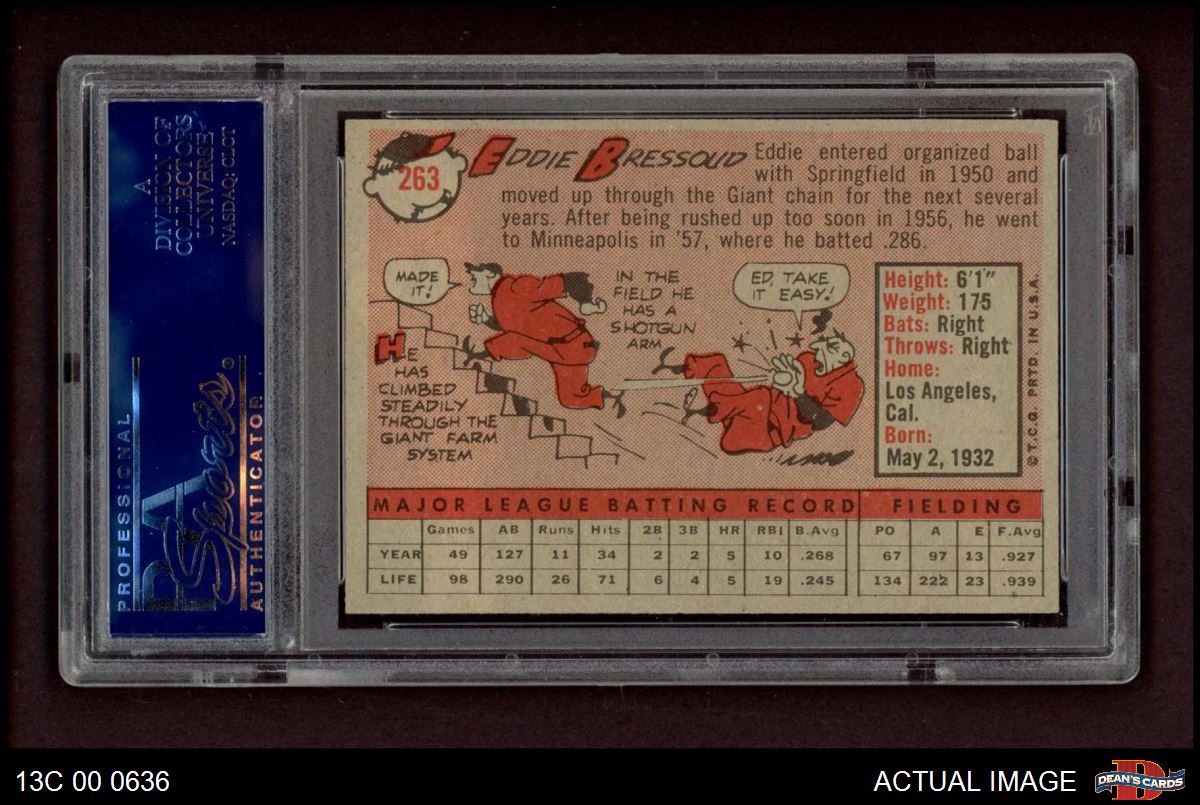 A
DIVISION OF
COLLECTORS
UNIVERSE
NASDAQ: CLCT
PROFESSIONAL
PSA
Sports ®
AUTHENTICATOR
263
EDDIE BRESSOUD
Eddie entered organized ball
with Springfield in 1950 and
moved up through the Giant chain for the next several
years. After being rushed up too soon in 1956, he went
to Minneapolis in '57, where he batted .286.
MADE
IT!
HE
HAS
CLIMBED
STEADILY
THROUGH THE
GIANT FARM
SYSTEM
IN THE
FIELD HE
HAS A
SHOTGUN
ARM
ED, TAKE
IT EASY!
Height: 6'1"
Weight: 175
Bats: Right
Throws: Right
Home:
Los Angeles,
Cal.
Born:
May 2, 1932
© T.C.G. PRTD. IN U.S.A.
MAJOR LEAGUE BATTING RECORD FIELDING
Games AB Runs Hits 2B 3B HR RBI B.Avg PO A E F.Avg
YEAR 49 127 11 34 2 2 5 10 .268 67 97 13 .927
LIFE 98 290 26 71 6 4 5 19 .245 134 222 23 .939
13C 00 0636
ACTUAL IMAGE
DEAN'S CARDS